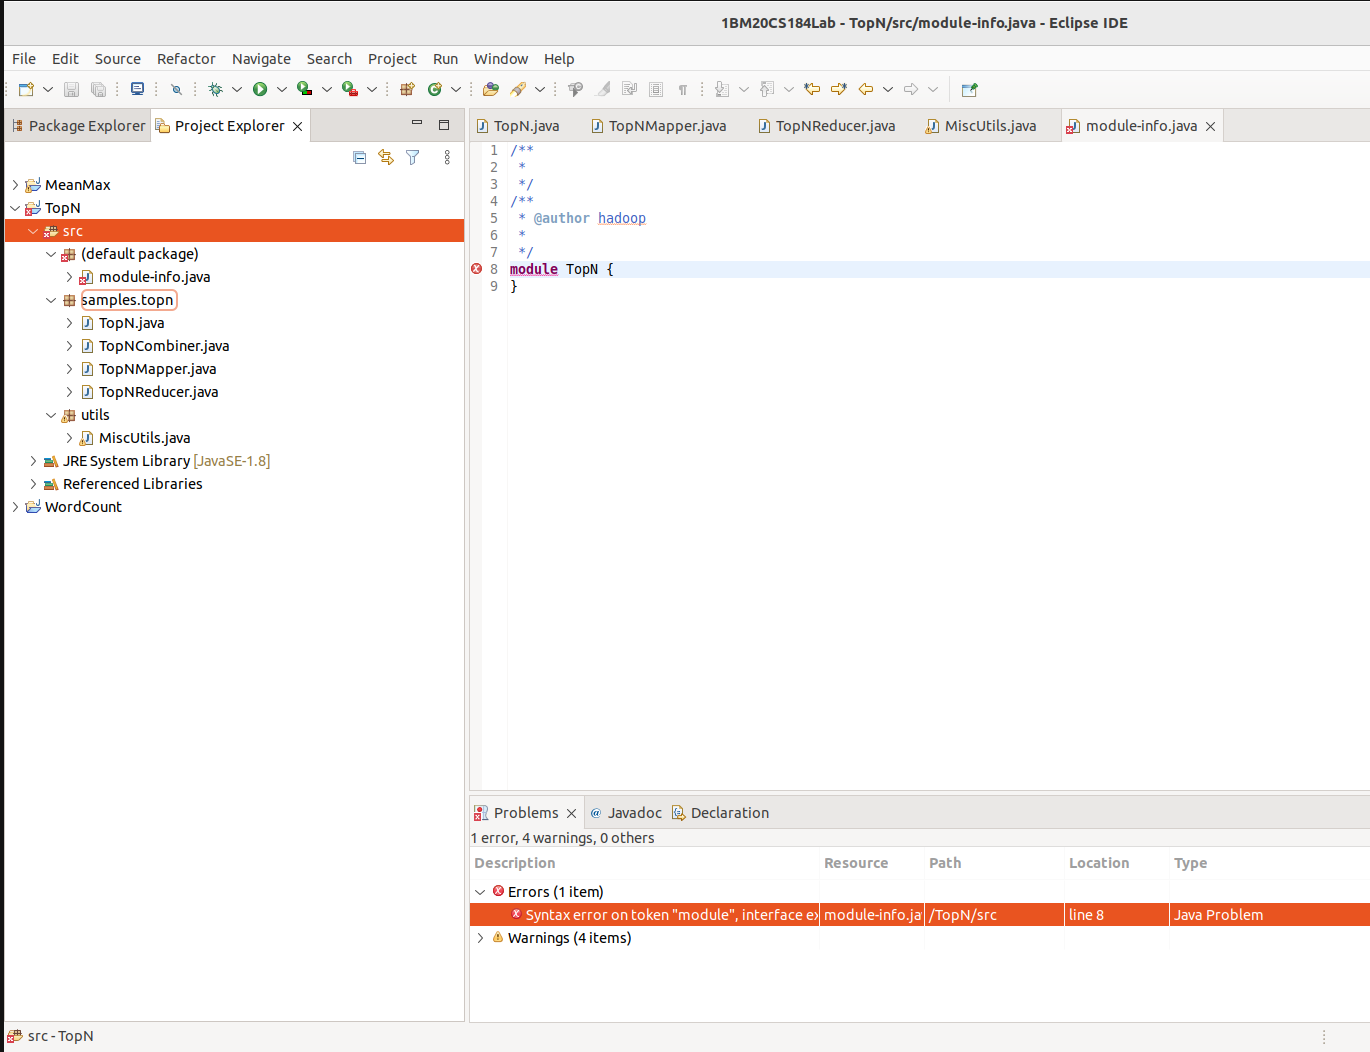 1BM20CS184Lab - TopN/src/module-info.java - Eclipse IDE
File Edit Source Refactor Navigate Search Project Run Window Help
Package Explorer Project Explorer
TopN.java TopNMapper.java TopNReducer.java MiscUtils.java module-info.java
MeanMax
TopN
src
(default package)
module-info.java
samples.topn
TopN.java
TopNCombiner.java
TopNMapper.java
TopNReducer.java
utils
MiscUtils.java
JRE System Library [JavaSE-1.8]
Referenced Libraries
WordCount
1 /**
2 *
3 */
4 /**
5 * @author hadoop
6 *
7 */
8 module TopN {
9 }
Problems Javadoc Declaration
1 error, 4 warnings, 0 others
Description Resource Path Location Type
Errors (1 item)
Syntax error on token "module", interface ex module-info.ja /TopN/src line 8 Java Problem
Warnings (4 items)
src - TopN